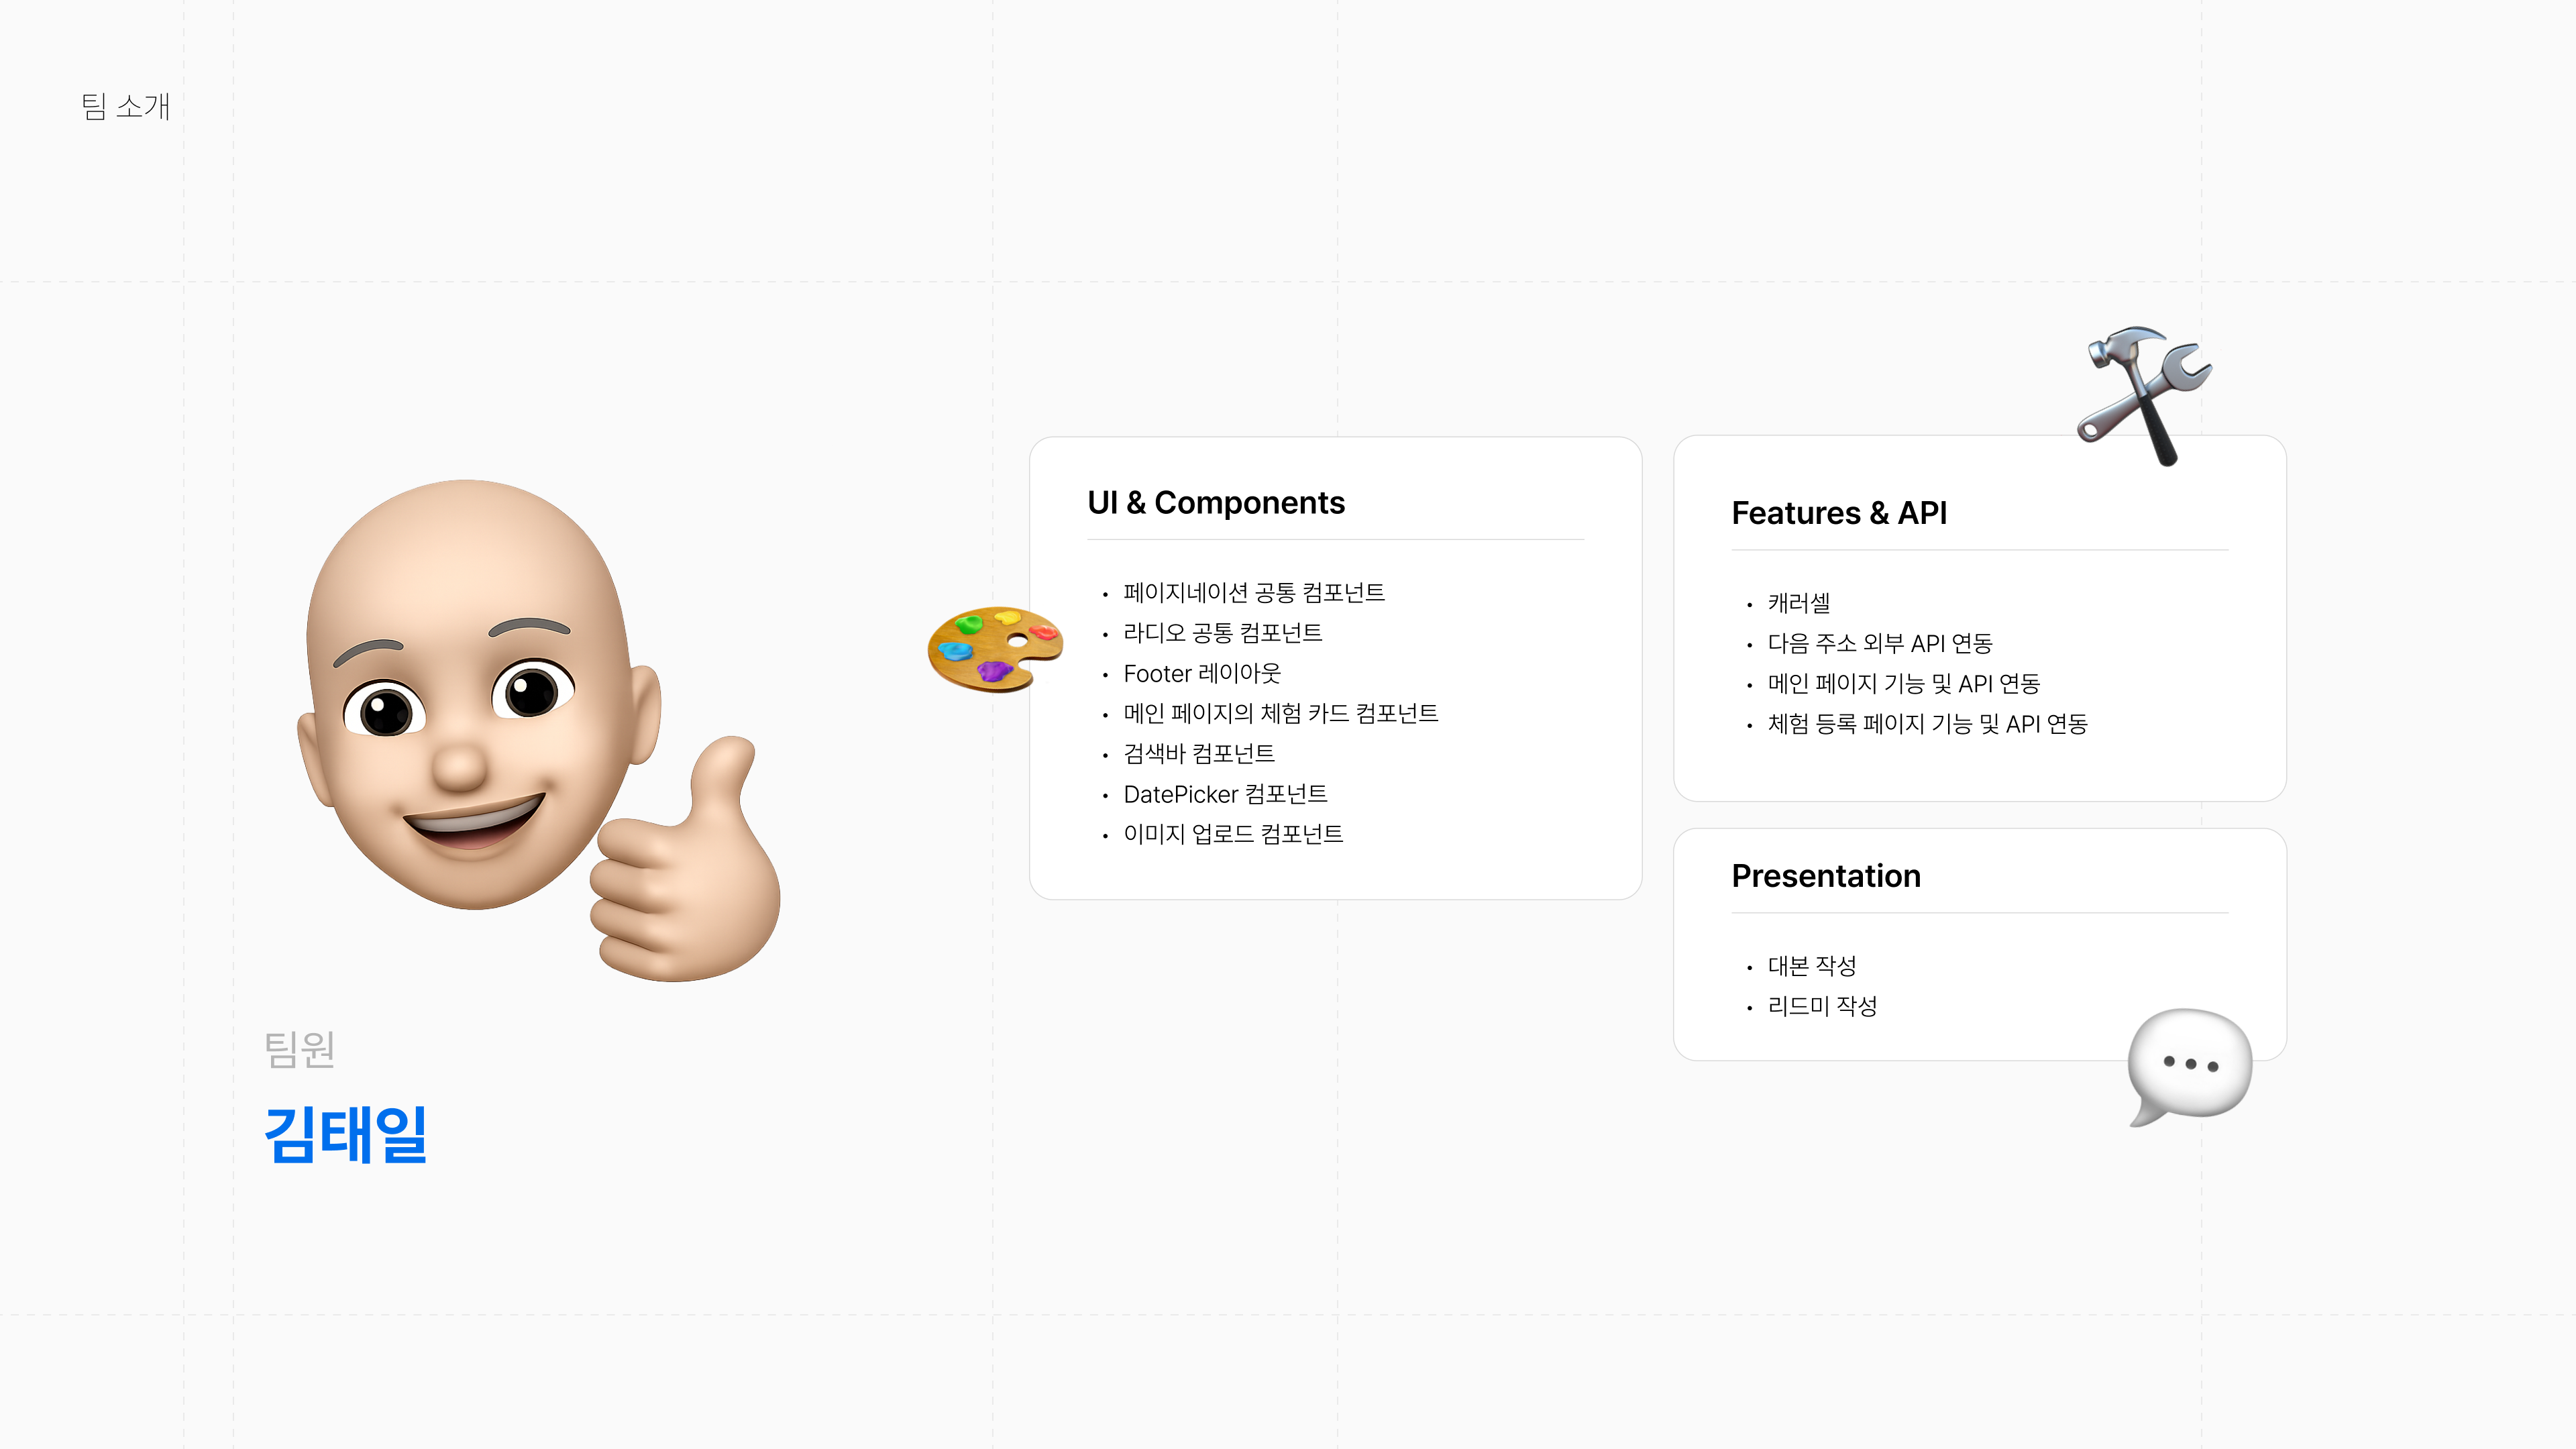 팀 소개
팀원
김태일
UI & Components
• 페이지네이션 공통 컴포넌트
• 라디오 공통 컴포넌트
• Footer 레이아웃
• 메인 페이지의 체험 카드 컴포넌트
• 검색바 컴포넌트
• DatePicker 컴포넌트
• 이미지 업로드 컴포넌트
Features & API
• 캐러셀
• 다음 주소 외부 API 연동
• 메인 페이지 기능 및 API 연동
• 체험 등록 페이지 기능 및 API 연동
Presentation
• 대본 작성
• 리드미 작성